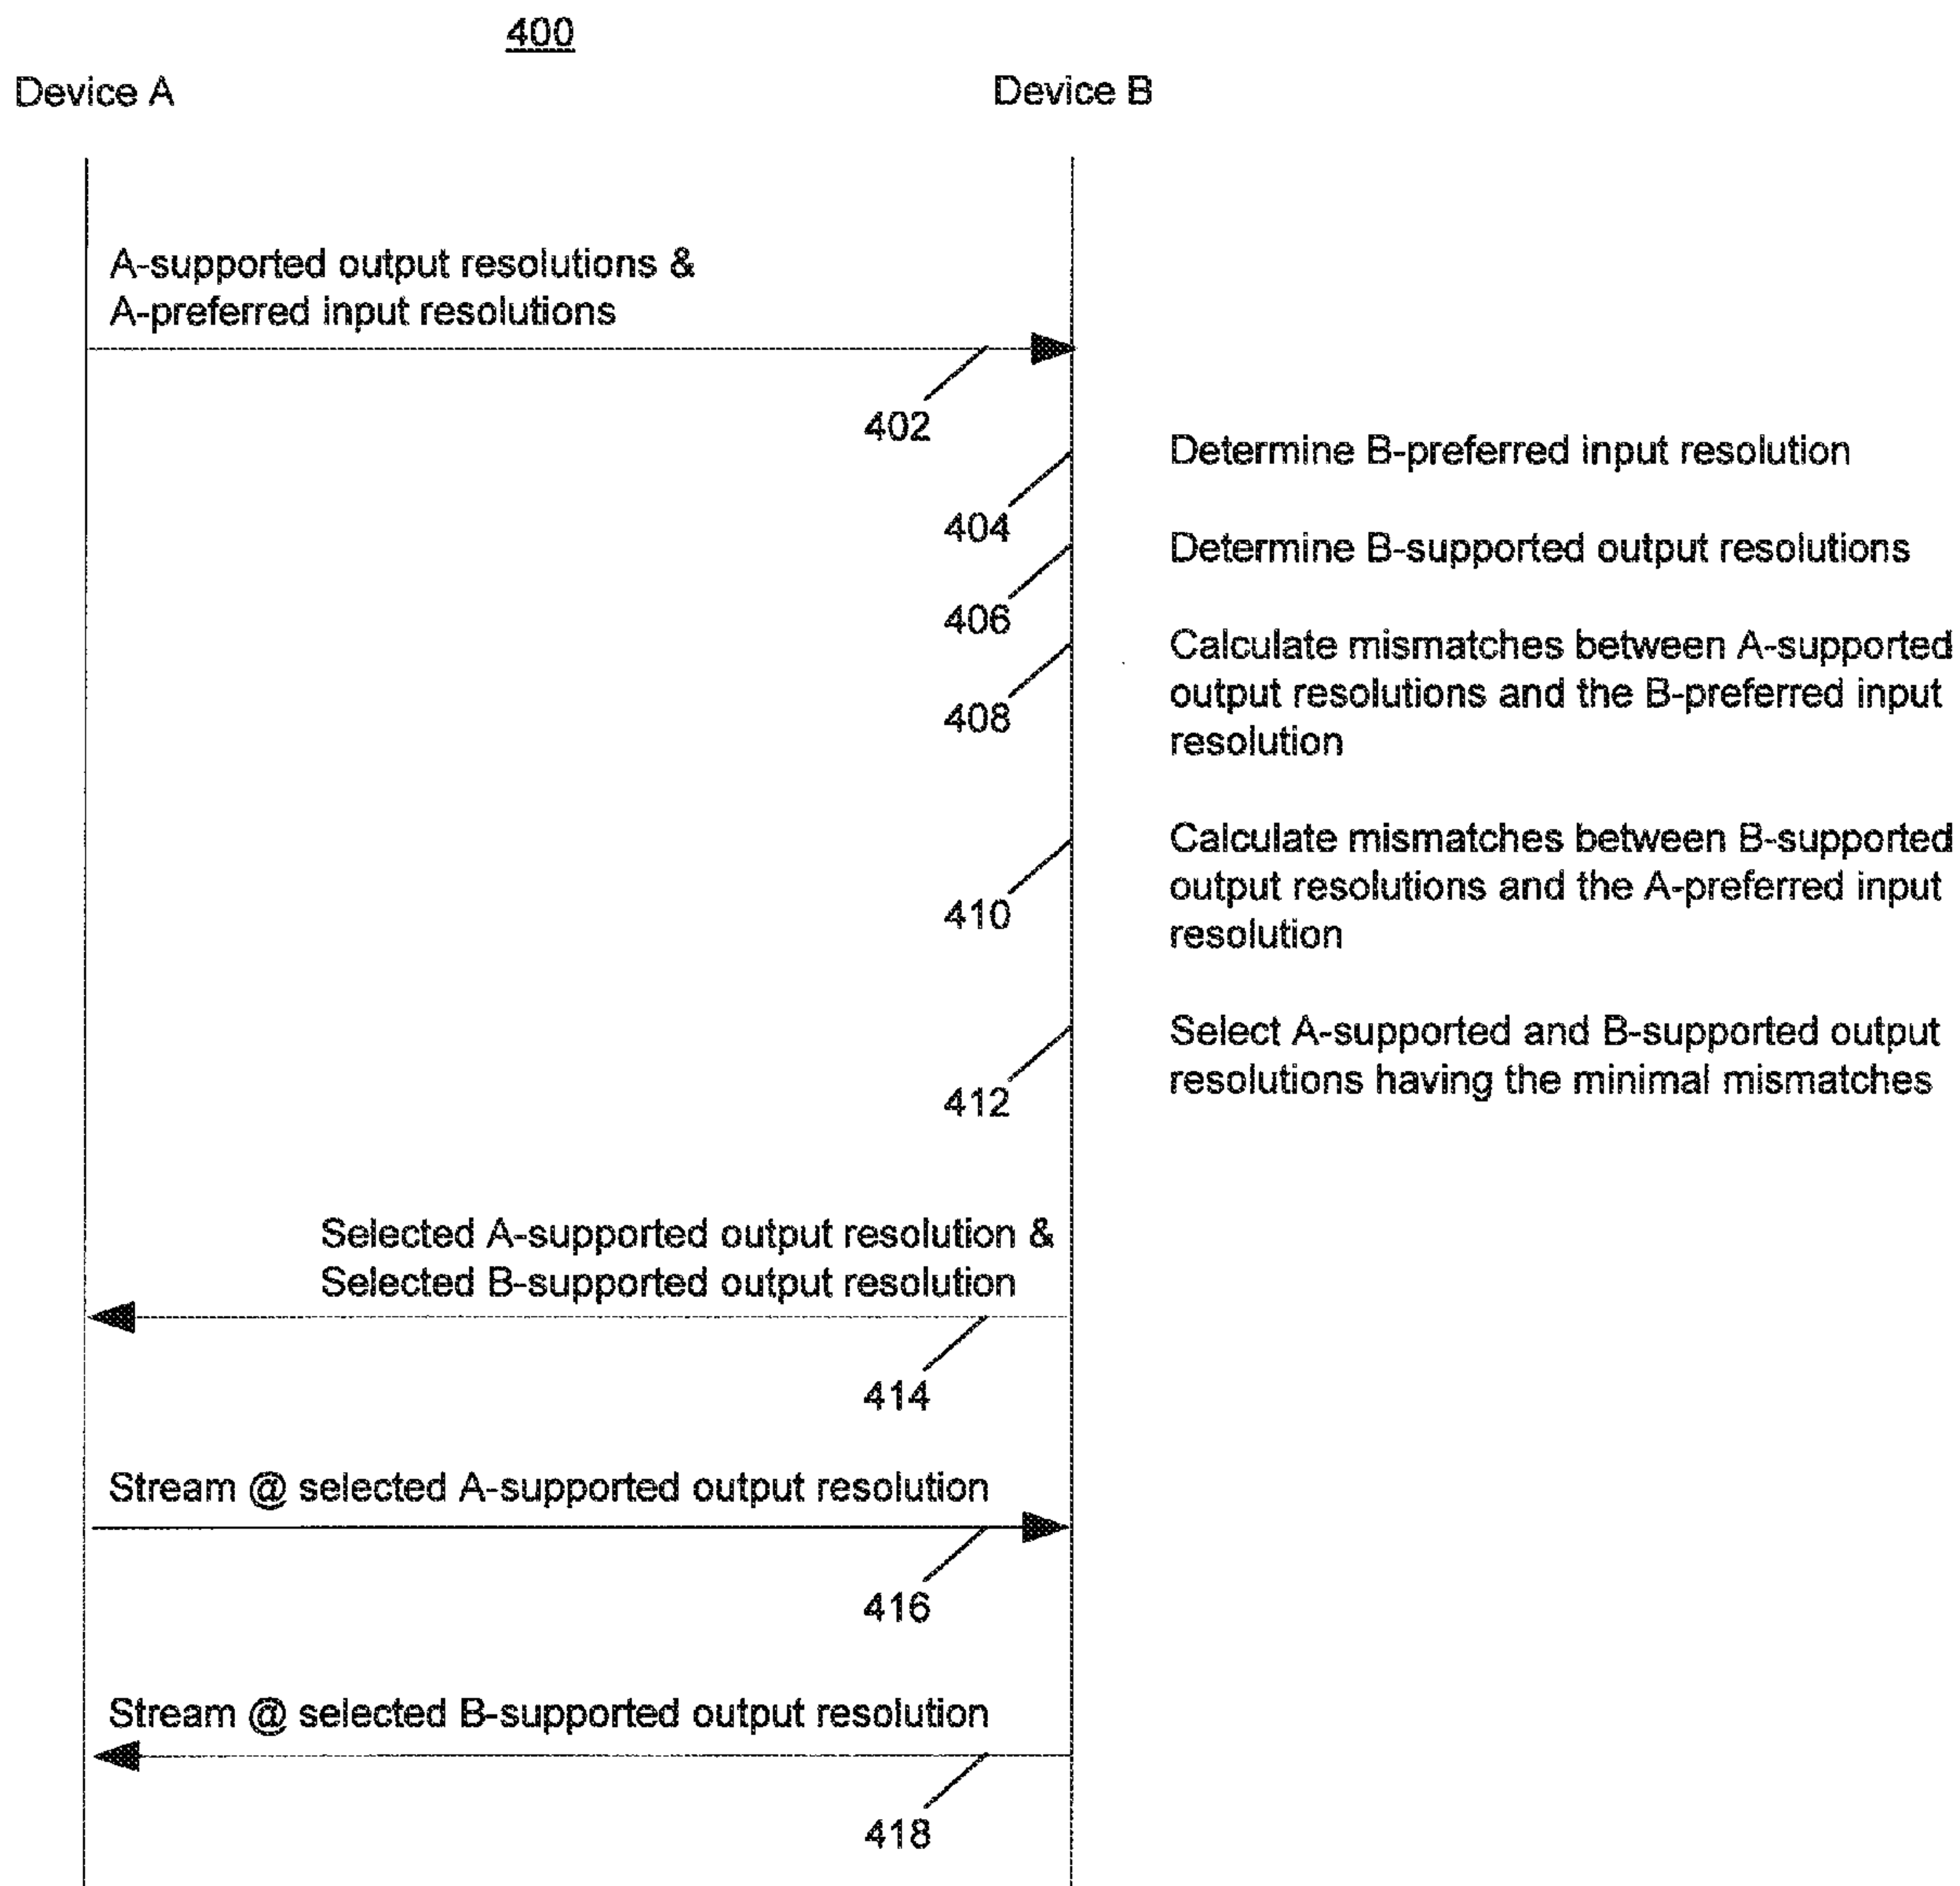 400
Device A
Device B
A-supported output resolutions &
A-preferred input resolutions
402
Determine B-preferred input resolution
404
Determine B-supported output resolutions
406
Calculate mismatches between A-supported
output resolutions and the B-preferred input
resolution
408
Calculate mismatches between B-supported
output resolutions and the A-preferred input
resolution
410
Select A-supported and B-supported output
resolutions having the minimal mismatches
412
Selected A-supported output resolution &
Selected B-supported output resolution
414
Stream @ selected A-supported output resolution
416
Stream @ selected B-supported output resolution
418